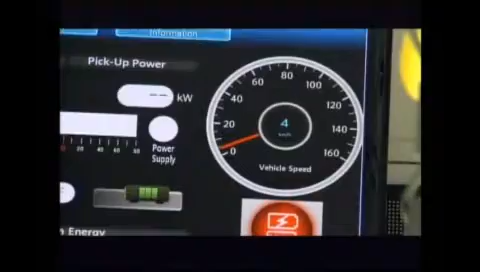 Information
Pick-Up Power
-- kW
Power
Supply
0
20
40
60
80
100
120
140
160
4
km/h
Vehicle Speed
Energy